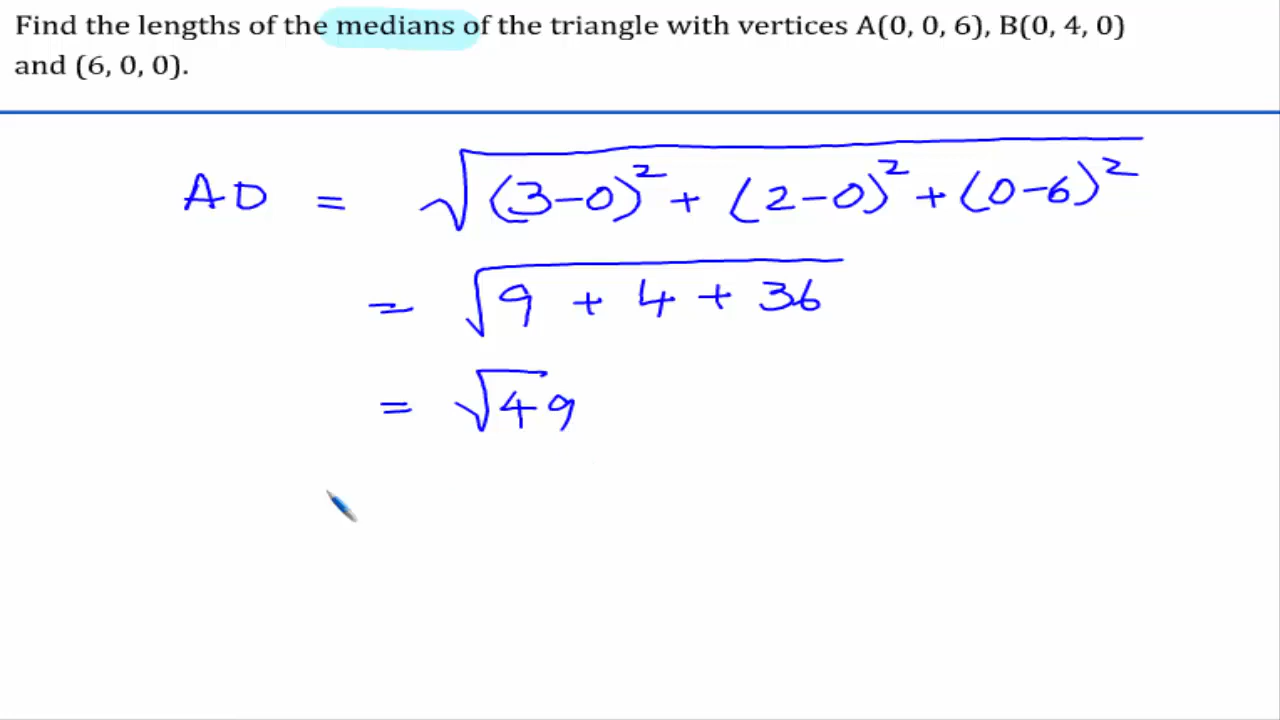 Find the lengths of the medians of the triangle with vertices A(0, 0, 6), B(0, 4, 0)
and (6, 0, 0).
AD = √(3-0)² + (2-0)² + (0-6)²
= √9 + 4 + 36
= √49